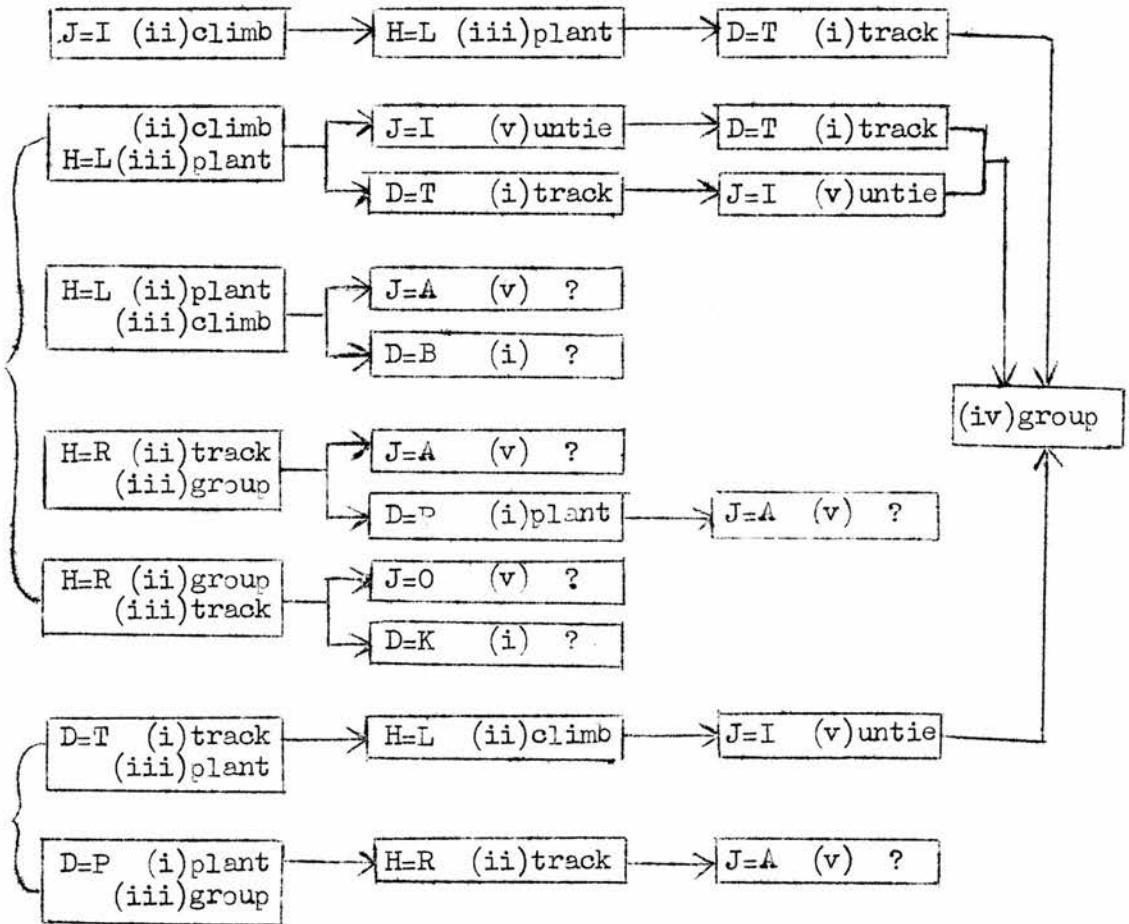 J=I (ii)climb
H=L (iii)plant
D=T (i)track
(ii)climb
H=L(iii)plant
J=I (v)untie
D=T (i)track
D=T (i)track
J=I (v)untie
H=L (ii)plant
(iii)climb
J=A (v) ?
D=B (i) ?
(iv)group
H=R (ii)track
(iii)group
J=A (v) ?
D=P (i)plant
J=A (v) ?
H=R (ii)group
(iii)track
J=O (v) ?
D=K (i) ?
D=T (i)track
(iii)plant
H=L (ii)climb
J=I (v)untie
D=P (i)plant
(iii)group
H=R (ii)track
J=A (v) ?